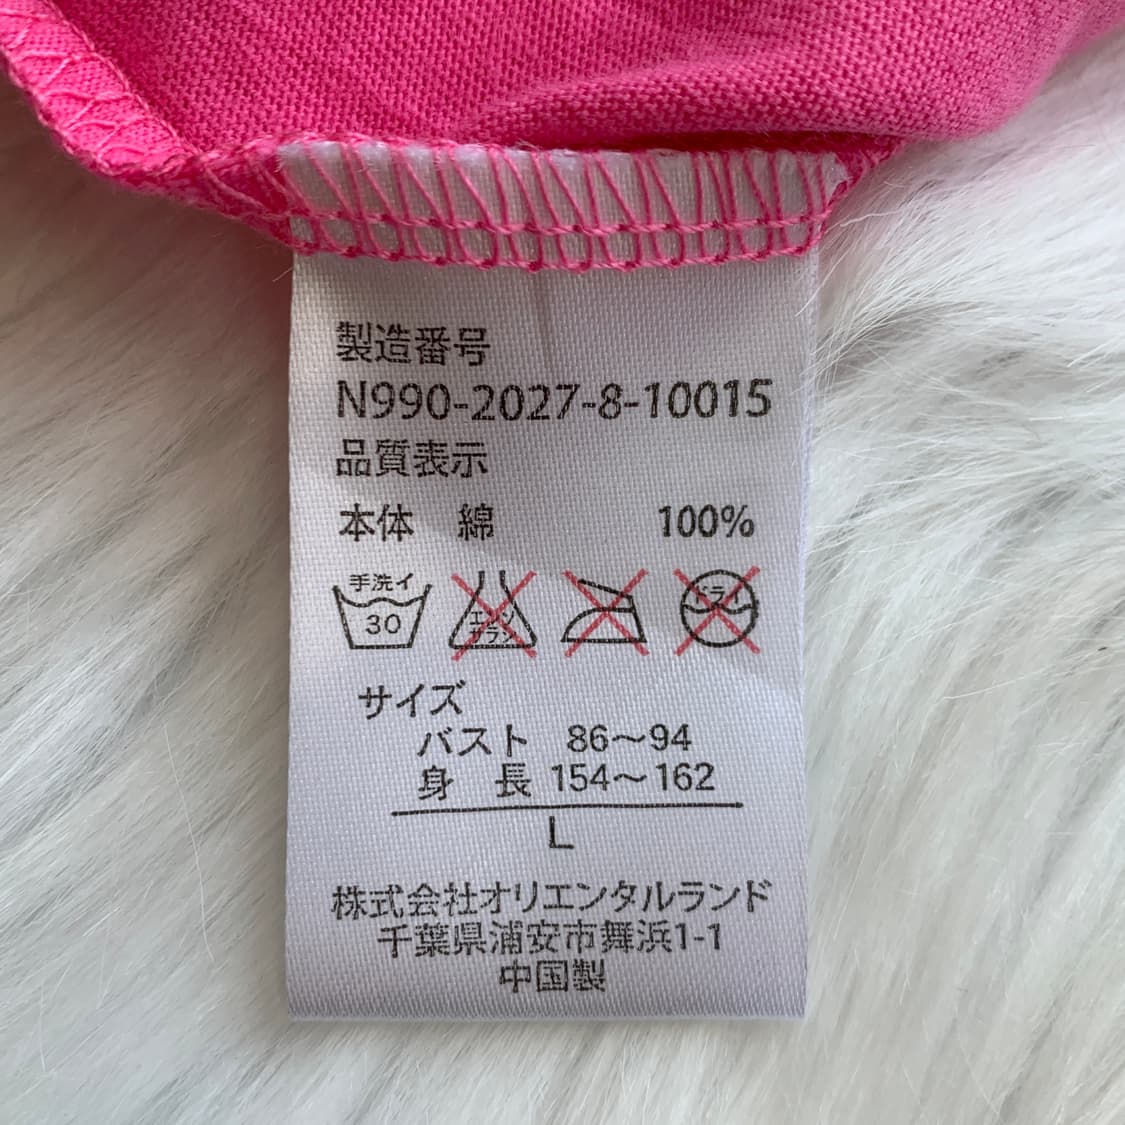 製造番号
N990-2027-8-10015
品質表示
本体　綿　100%
手洗イ
30
エンソ
サラシ
ドライ
サイズ
バスト　86〜94
身　長 154〜162
L
株式会社オリエンタルランド
千葉県浦安市舞浜1-1
中国製